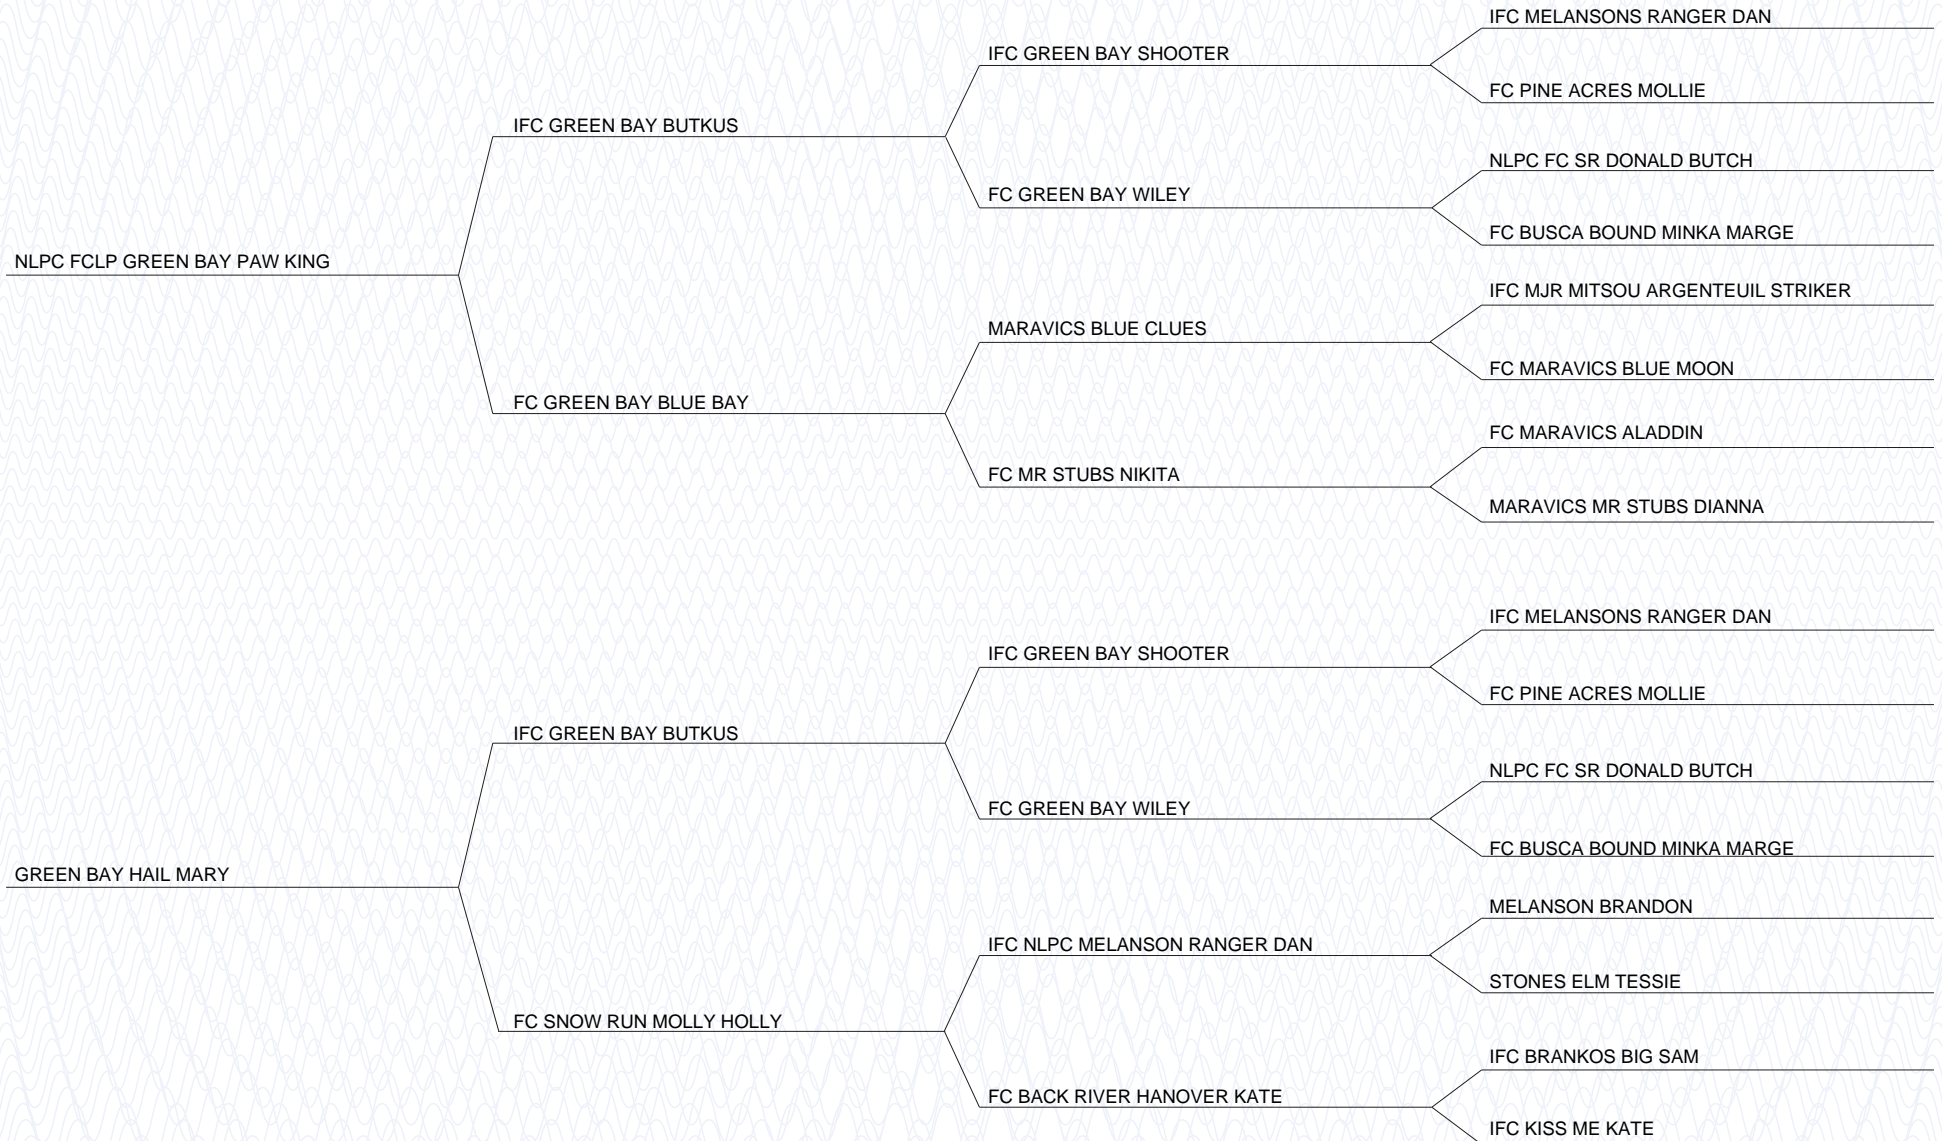 NLPC FCLP GREEN BAY PAW KING
IFC GREEN BAY BUTKUS
IFC GREEN BAY SHOOTER
IFC MELANSONS RANGER DAN
FC PINE ACRES MOLLIE
FC GREEN BAY WILEY
NLPC FC SR DONALD BUTCH
FC BUSCA BOUND MINKA MARGE
FC GREEN BAY BLUE BAY
MARAVICS BLUE CLUES
IFC MJR MITSOU ARGENTEUIL STRIKER
FC MARAVICS BLUE MOON
FC MR STUBS NIKITA
FC MARAVICS ALADDIN
MARAVICS MR STUBS DIANNA
GREEN BAY HAIL MARY
IFC GREEN BAY BUTKUS
IFC GREEN BAY SHOOTER
IFC MELANSONS RANGER DAN
FC PINE ACRES MOLLIE
FC GREEN BAY WILEY
NLPC FC SR DONALD BUTCH
FC BUSCA BOUND MINKA MARGE
FC SNOW RUN MOLLY HOLLY
IFC NLPC MELANSON RANGER DAN
MELANSON BRANDON
STONES ELM TESSIE
FC BACK RIVER HANOVER KATE
IFC BRANKOS BIG SAM
IFC KISS ME KATE